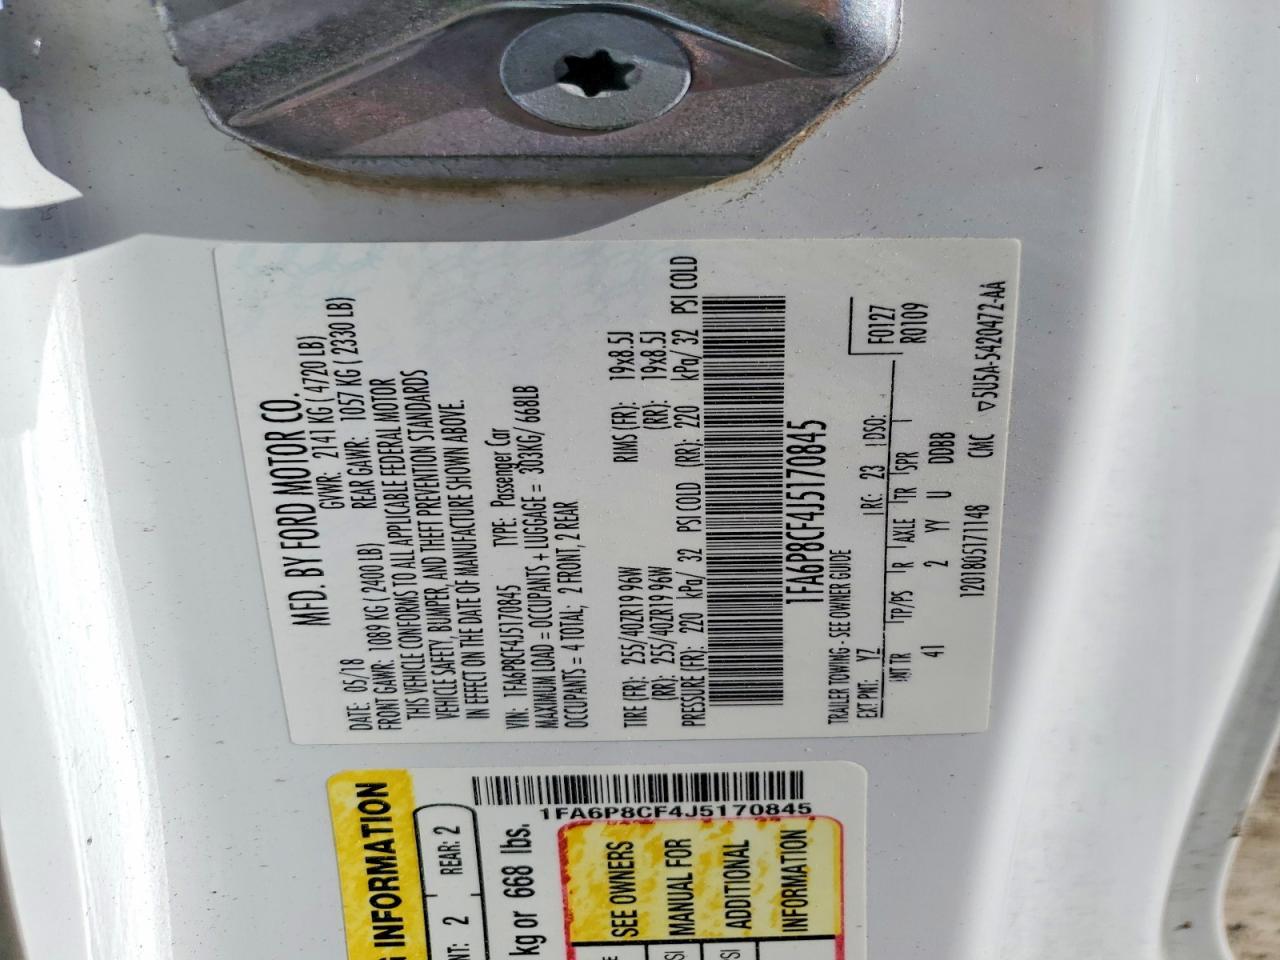 MFD. BY FORD MOTOR CO.
DATE: 05/18 GVWR: 2141 KG ( 4720 LB)
FRONT GAWR: 1089 KG ( 2400 LB) REAR GAWR: 1057 KG ( 2330 LB)
THIS VEHICLE CONFORMS TO ALL APPLICABLE FEDERAL MOTOR
VEHICLE SAFETY, BUMPER, AND THEFT PREVENTION STANDARDS
IN EFFECT ON THE DATE OF MANUFACTURE SHOWN ABOVE.
VIN: 1FA6P8CF4J5170845 TYPE: Passenger Car
MAXIMUM LOAD = OCCUPANTS + LUGGAGE = 303KG/ 668LB
OCCUPANTS = 4 TOTAL; 2 FRONT, 2 REAR
TIRE (FR): 255/40ZR19 96W RIMS (FR): 19x8.5J
(RR): 255/40ZR19 96W (RR): 19x8.5J
PRESSURE (FR): 220 kPa/ 32 PSI COLD (RR): 220 kPa/ 32 PSI COLD
1FA6P8CF4J5170845
TRAILER TOWING - SEE OWNER GUIDE
EXT PNT: YZ RC: 23 DSO: F0127
R0109
INT TR TP/PS R AXLE TR SPR
41 2 YY U DDBB
1201805171148 CNC ▽5U5A-5420472-AA
INFORMATION
2 REAR: 2
kg or 668 lbs.
1FA6P8CF4J5170845
SEE OWNERS
MANUAL FOR
ADDITIONAL
INFORMATION